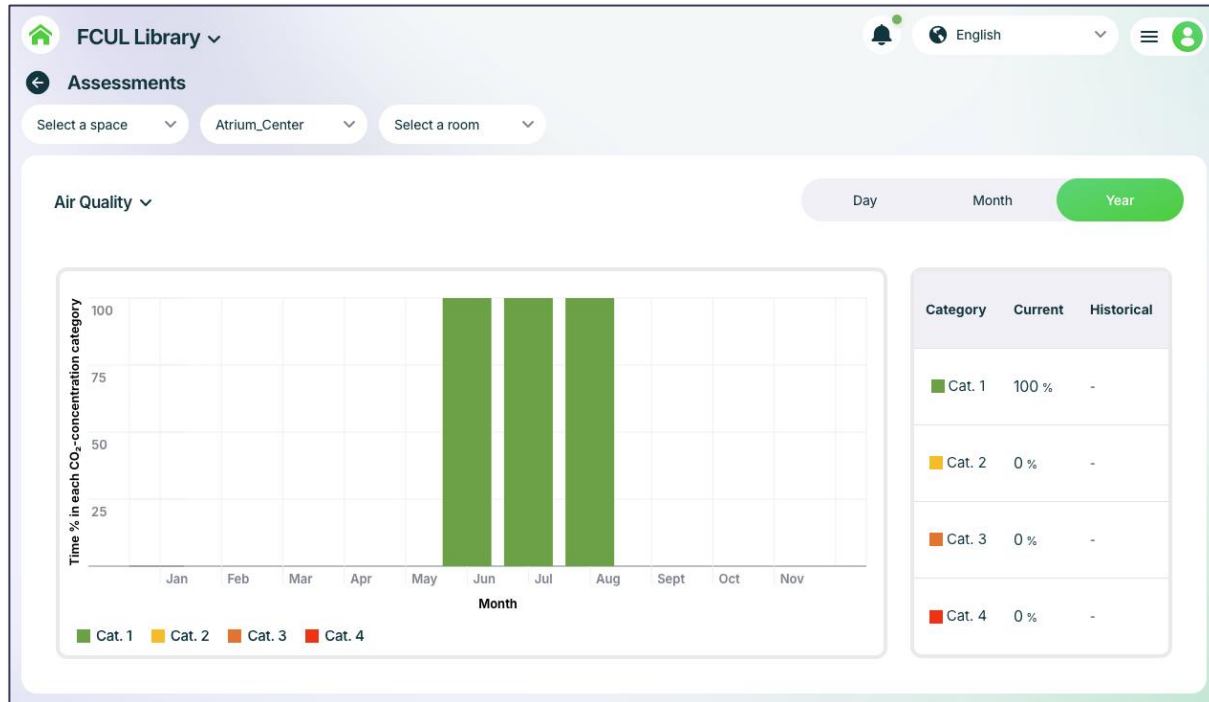 FCUL Library
English
Assessments
Select a space
Atrium_Center
Select a room
Air Quality
Day
Month
Year
Time % in each CO₂-concentration category
100
75
50
25
Jan Feb Mar Apr May Jun Jul Aug Sept Oct Nov
Month
Cat. 1 Cat. 2 Cat. 3 Cat. 4
Category Current Historical
Cat. 1 100 % -
Cat. 2 0 % -
Cat. 3 0 % -
Cat. 4 0 % -